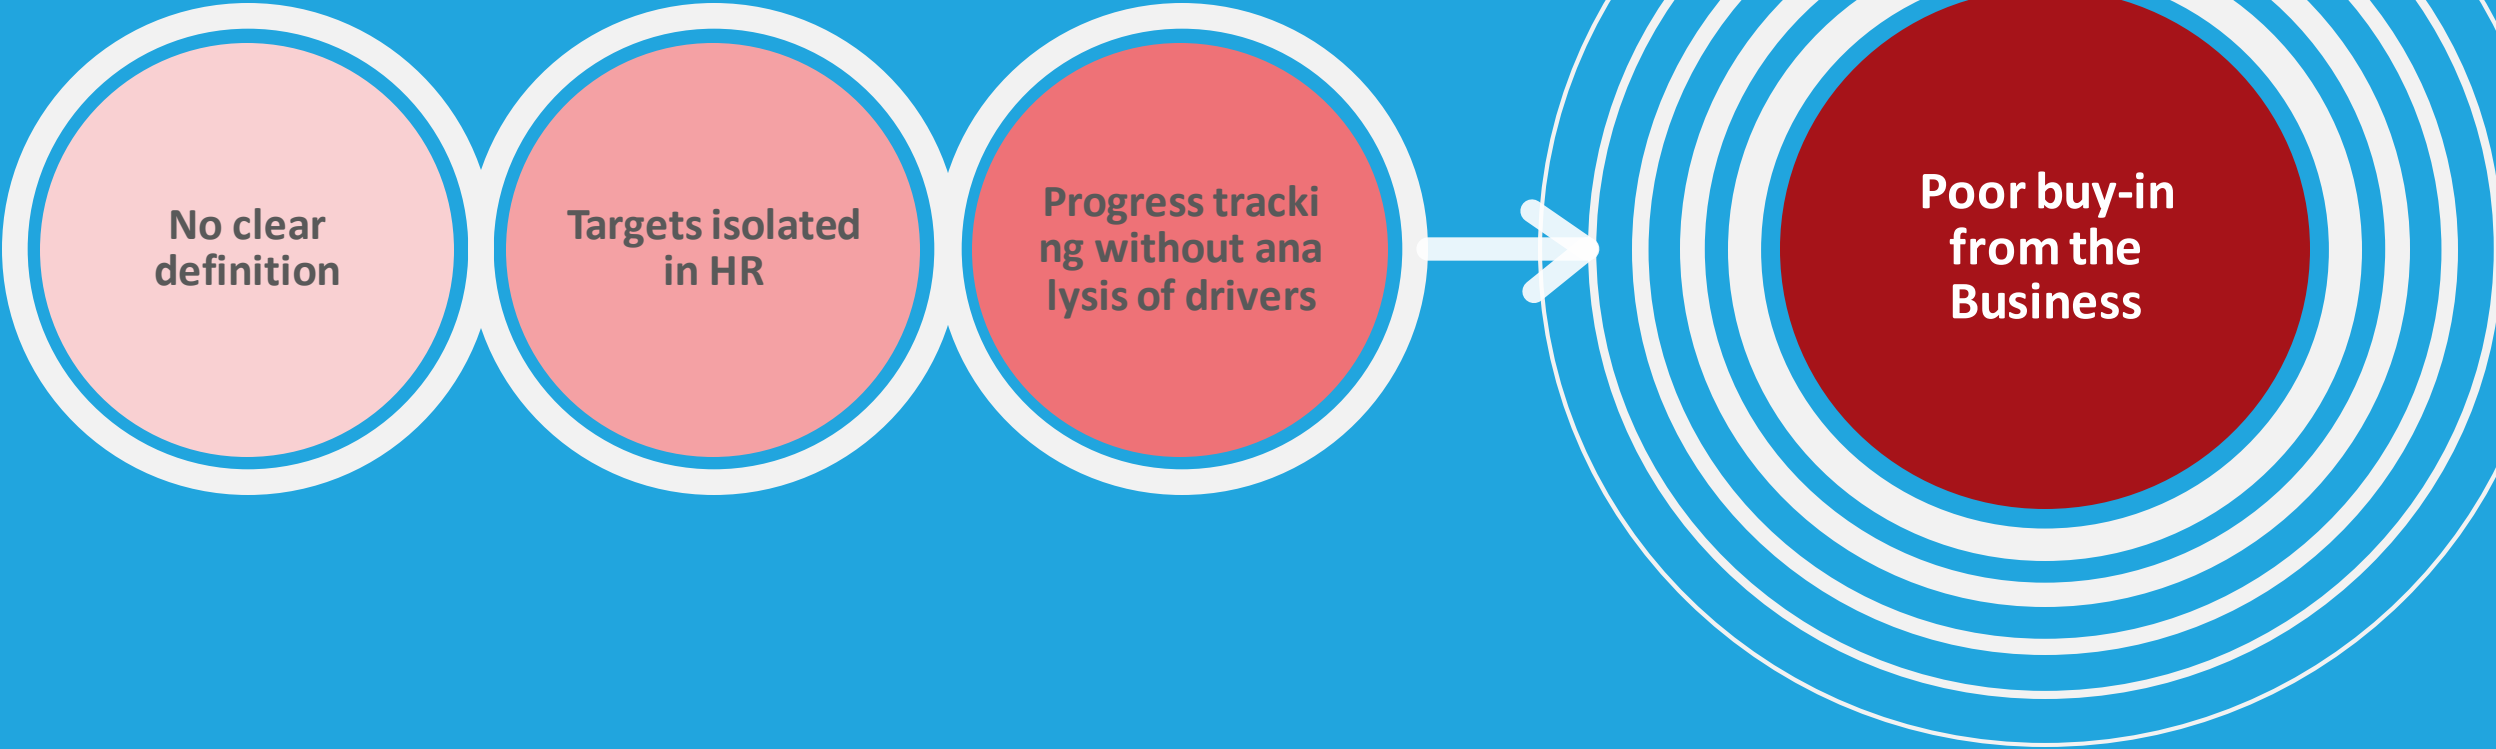 No clear
definition
Targets isolated
in HR
Progress tracki
ng without ana
lysis of drivers
Poor buy-in
from the
Business